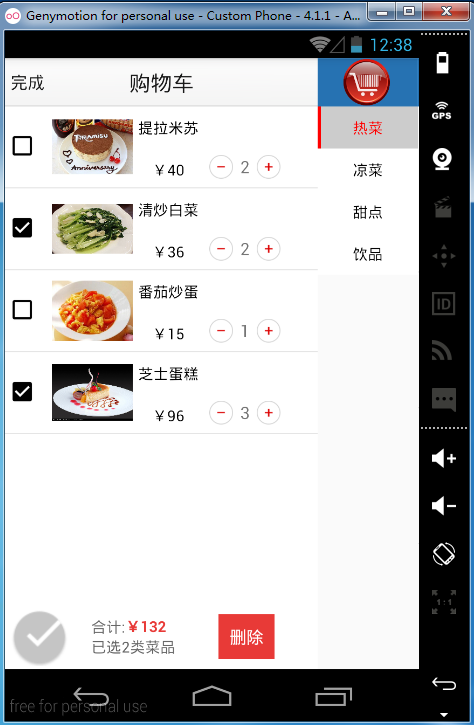 Genymotion for personal use - Custom Phone - 4.1.1 - A...
12:38
完成
购物车
热菜
凉菜
甜点
饮品
提拉米苏
￥40
2
清炒白菜
￥36
2
番茄炒蛋
￥15
1
芝士蛋糕
￥96
3
合计:￥132
已选2类菜品
删除
GPS
ID
1:1
free for personal use